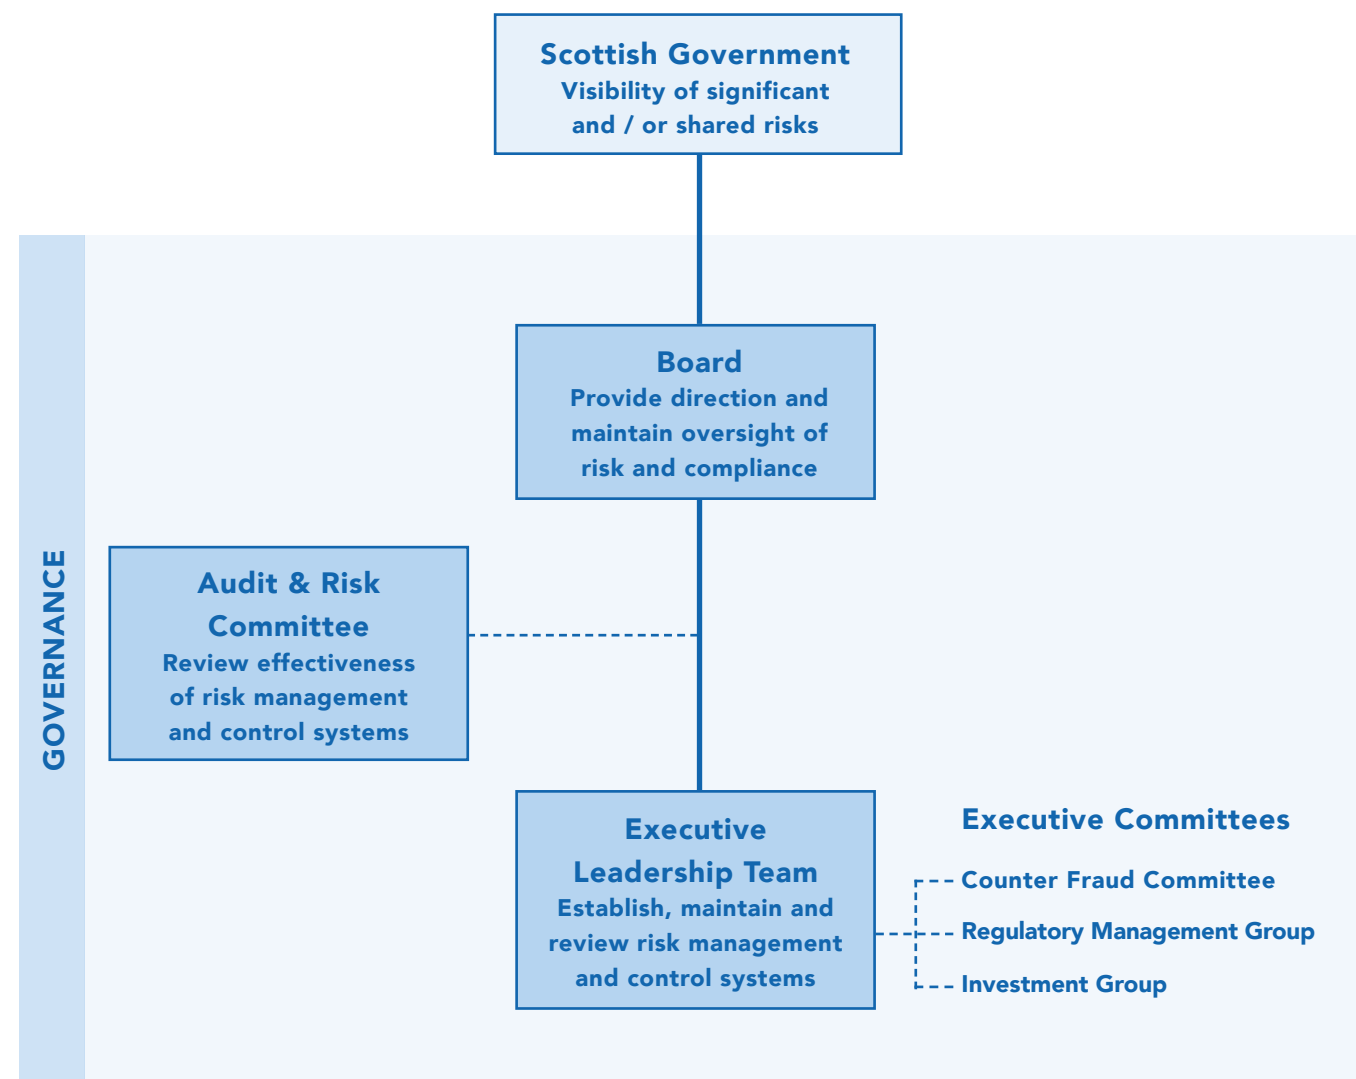 Scottish Government
Visibility of significant
and / or shared risks
GOVERNANCE
Board
Provide direction and
maintain oversight of
risk and compliance
Audit & Risk
Committee
Review effectiveness
of risk management
and control systems
Executive
Leadership Team
Establish, maintain and
review risk management
and control systems
Executive Committees
Counter Fraud Committee
Regulatory Management Group
Investment Group